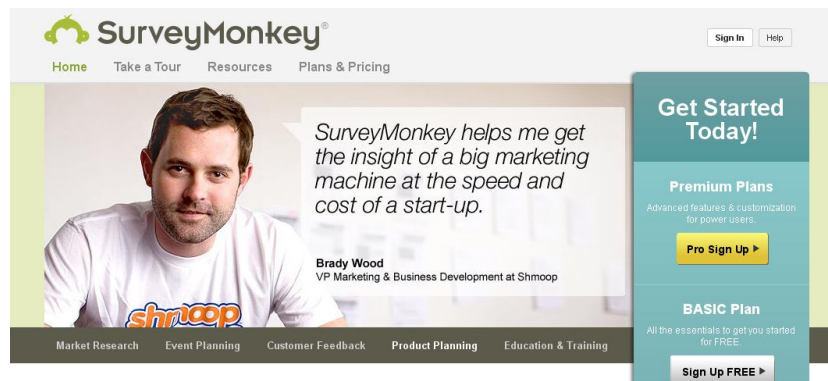 SurveyMonkey®
Sign In
Help
Home
Take a Tour
Resources
Plans & Pricing
SurveyMonkey helps me get
the insight of a big marketing
machine at the speed and
cost of a start-up.
Brady Wood
VP Marketing & Business Development at Shmoop
shmoop
Get Started
Today!
Premium Plans
Advanced features & customization
for power users.
Pro Sign Up
BASIC Plan
All the essentials to get you started
for FREE.
Sign Up FREE
Market Research
Event Planning
Customer Feedback
Product Planning
Education & Training